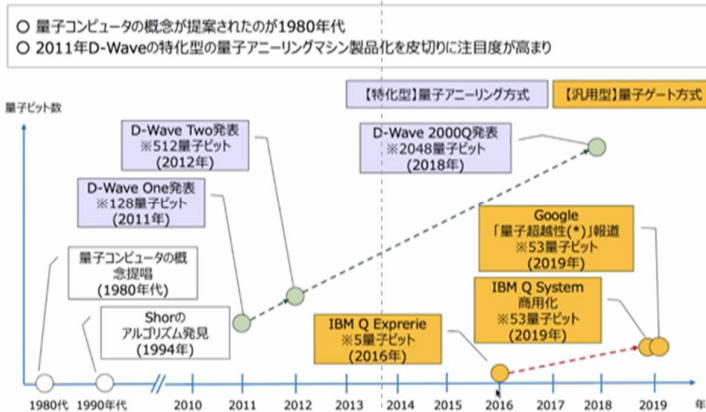 ○ 量子コンピュータの概念が提案されたのが1980年代
○ 2011年D-Waveの特化型の量子アニーリングマシン製品化を皮切りに注目度が高まり
【特化型】量子アニーリング方式
【汎用型】量子ゲート方式
量子ビット数
D-Wave Two発表
※512量子ビット
(2012年)
D-Wave 2000Q発表
※2048量子ビット
(2018年)
D-Wave One発表
※128量子ビット
(2011年)
Google
「量子超越性(*)」報道
※53量子ビット
(2019年)
量子コンピュータの概
念提唱
(1980年代)
IBM Q System
商用化
※53量子ビット
(2019年)
Shorの
アルゴリズム発見
(1994年)
IBM Q Exprerie
※5量子ビット
(2016年)
1980年代 1990年代 2010 2011 2012 2013 2014 2015 2016 2017 2018 2019 年